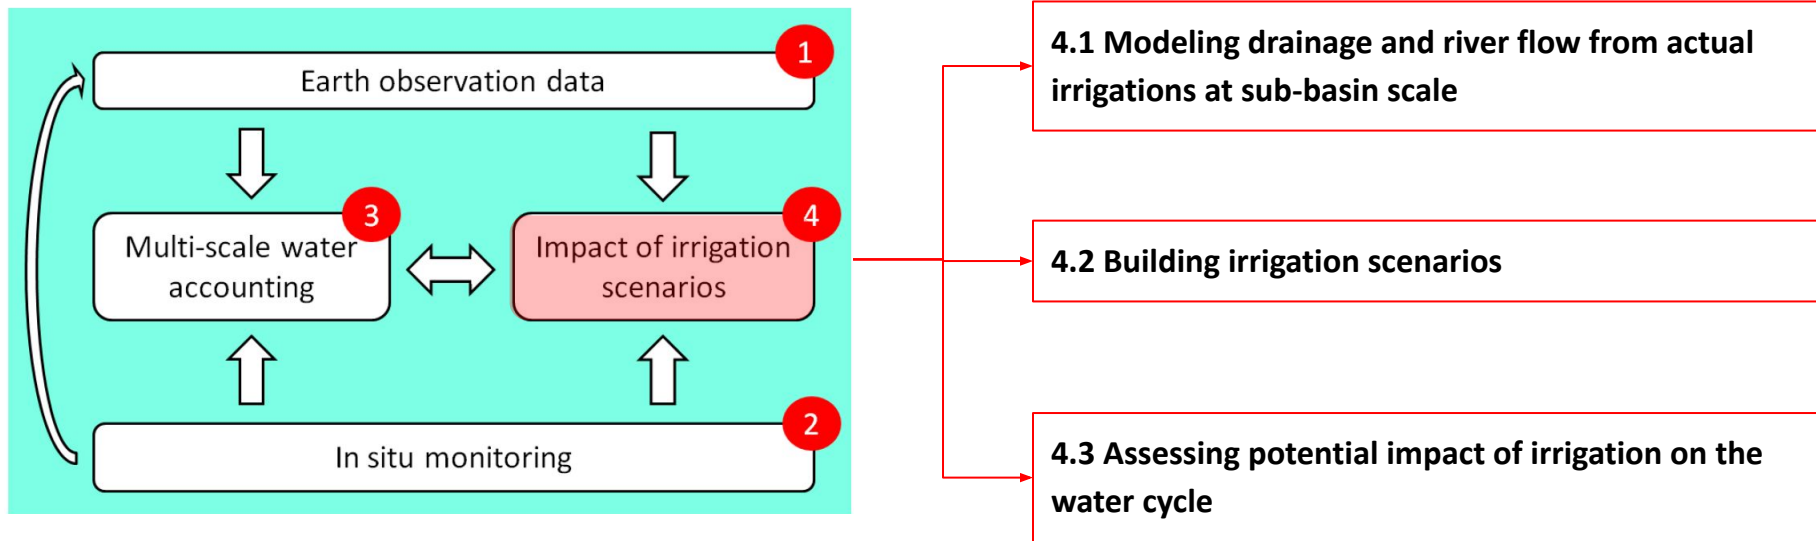 1
Earth observation data
3
Multi-scale water
accounting
4
Impact of irrigation
scenarios
2
In situ monitoring
4.1 Modeling drainage and river flow from actual
irrigations at sub-basin scale
4.2 Building irrigation scenarios
4.3 Assessing potential impact of irrigation on the
water cycle